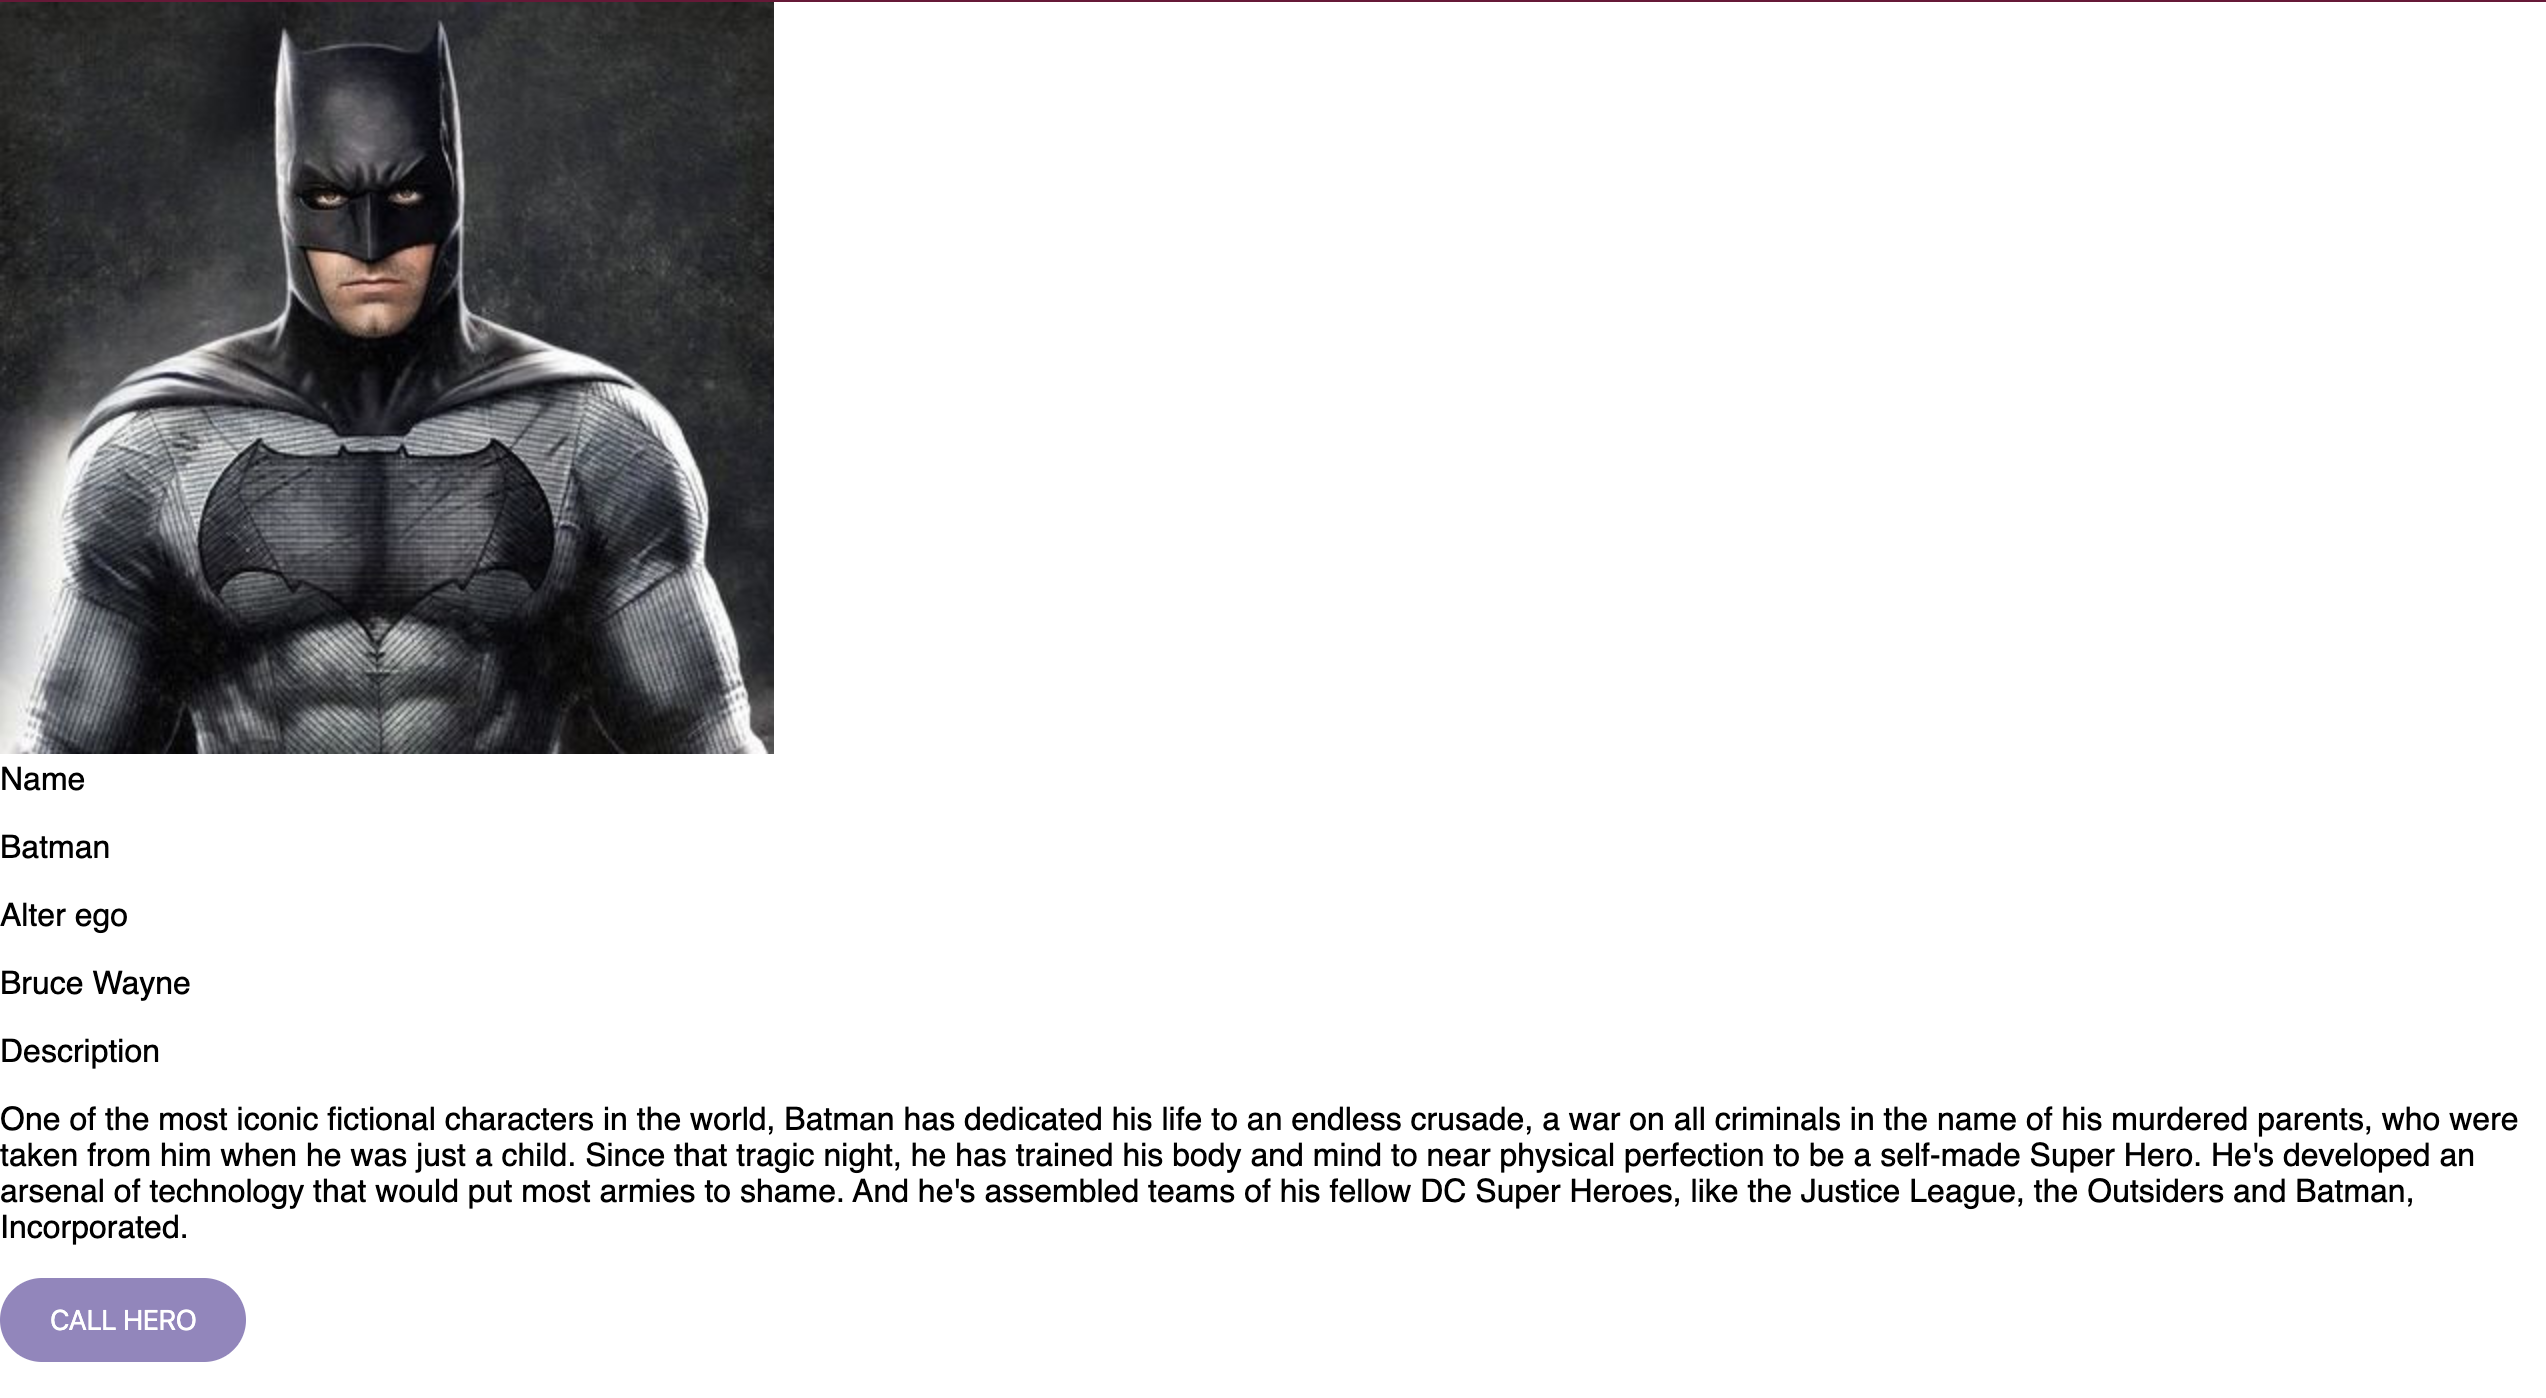 Name
Batman
Alter ego
Bruce Wayne
Description
One of the most iconic fictional characters in the world, Batman has dedicated his life to an endless crusade, a war on all criminals in the name of his murdered parents, who were
taken from him when he was just a child. Since that tragic night, he has trained his body and mind to near physical perfection to be a self-made Super Hero. He's developed an
arsenal of technology that would put most armies to shame. And he's assembled teams of his fellow DC Super Heroes, like the Justice League, the Outsiders and Batman,
Incorporated.
CALL HERO